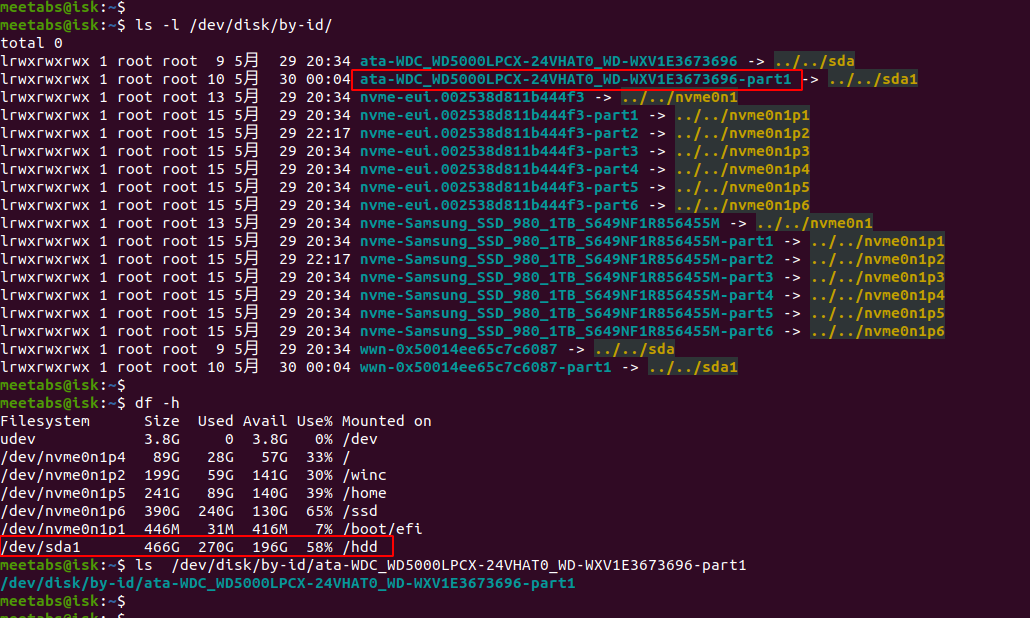 meetabs@isk:~$
meetabs@isk:~$ ls -l /dev/disk/by-id/
total 0
lrwxrwxrwx 1 root root  9 5月   29 20:34 ata-WDC_WD5000LPCX-24VHAT0_WD-WXV1E3673696 -> ../../sda
lrwxrwxrwx 1 root root 10 5月   30 00:04 ata-WDC_WD5000LPCX-24VHAT0_WD-WXV1E3673696-part1 -> ../../sda1
lrwxrwxrwx 1 root root 13 5月   29 20:34 nvme-eui.002538d811b444f3 -> ../../nvme0n1
lrwxrwxrwx 1 root root 15 5月   29 20:34 nvme-eui.002538d811b444f3-part1 -> ../../nvme0n1p1
lrwxrwxrwx 1 root root 15 5月   29 22:17 nvme-eui.002538d811b444f3-part2 -> ../../nvme0n1p2
lrwxrwxrwx 1 root root 15 5月   29 20:34 nvme-eui.002538d811b444f3-part3 -> ../../nvme0n1p3
lrwxrwxrwx 1 root root 15 5月   29 20:34 nvme-eui.002538d811b444f3-part4 -> ../../nvme0n1p4
lrwxrwxrwx 1 root root 15 5月   29 20:34 nvme-eui.002538d811b444f3-part5 -> ../../nvme0n1p5
lrwxrwxrwx 1 root root 15 5月   29 20:34 nvme-eui.002538d811b444f3-part6 -> ../../nvme0n1p6
lrwxrwxrwx 1 root root 13 5月   29 20:34 nvme-Samsung_SSD_980_1TB_S649NF1R856455M -> ../../nvme0n1
lrwxrwxrwx 1 root root 15 5月   29 20:34 nvme-Samsung_SSD_980_1TB_S649NF1R856455M-part1 -> ../../nvme0n1p1
lrwxrwxrwx 1 root root 15 5月   29 22:17 nvme-Samsung_SSD_980_1TB_S649NF1R856455M-part2 -> ../../nvme0n1p2
lrwxrwxrwx 1 root root 15 5月   29 20:34 nvme-Samsung_SSD_980_1TB_S649NF1R856455M-part3 -> ../../nvme0n1p3
lrwxrwxrwx 1 root root 15 5月   29 20:34 nvme-Samsung_SSD_980_1TB_S649NF1R856455M-part4 -> ../../nvme0n1p4
lrwxrwxrwx 1 root root 15 5月   29 20:34 nvme-Samsung_SSD_980_1TB_S649NF1R856455M-part5 -> ../../nvme0n1p5
lrwxrwxrwx 1 root root 15 5月   29 20:34 nvme-Samsung_SSD_980_1TB_S649NF1R856455M-part6 -> ../../nvme0n1p6
lrwxrwxrwx 1 root root  9 5月   29 20:34 wwn-0x50014ee65c7c6087 -> ../../sda
lrwxrwxrwx 1 root root 10 5月   30 00:04 wwn-0x50014ee65c7c6087-part1 -> ../../sda1
meetabs@isk:~$
meetabs@isk:~$ df -h
Filesystem      Size  Used Avail Use% Mounted on
udev            3.8G     0  3.8G   0% /dev
/dev/nvme0n1p4   89G   28G   57G  33% /
/dev/nvme0n1p2  199G   59G  141G  30% /winc
/dev/nvme0n1p5  241G   89G  140G  39% /home
/dev/nvme0n1p6  390G  240G  130G  65% /ssd
/dev/nvme0n1p1  446M   31M  416M   7% /boot/efi
/dev/sda1       466G  270G  196G  58% /hdd
meetabs@isk:~$ ls  /dev/disk/by-id/ata-WDC_WD5000LPCX-24VHAT0_WD-WXV1E3673696-part1
/dev/disk/by-id/ata-WDC_WD5000LPCX-24VHAT0_WD-WXV1E3673696-part1
meetabs@isk:~$
meetabs@isk:~$